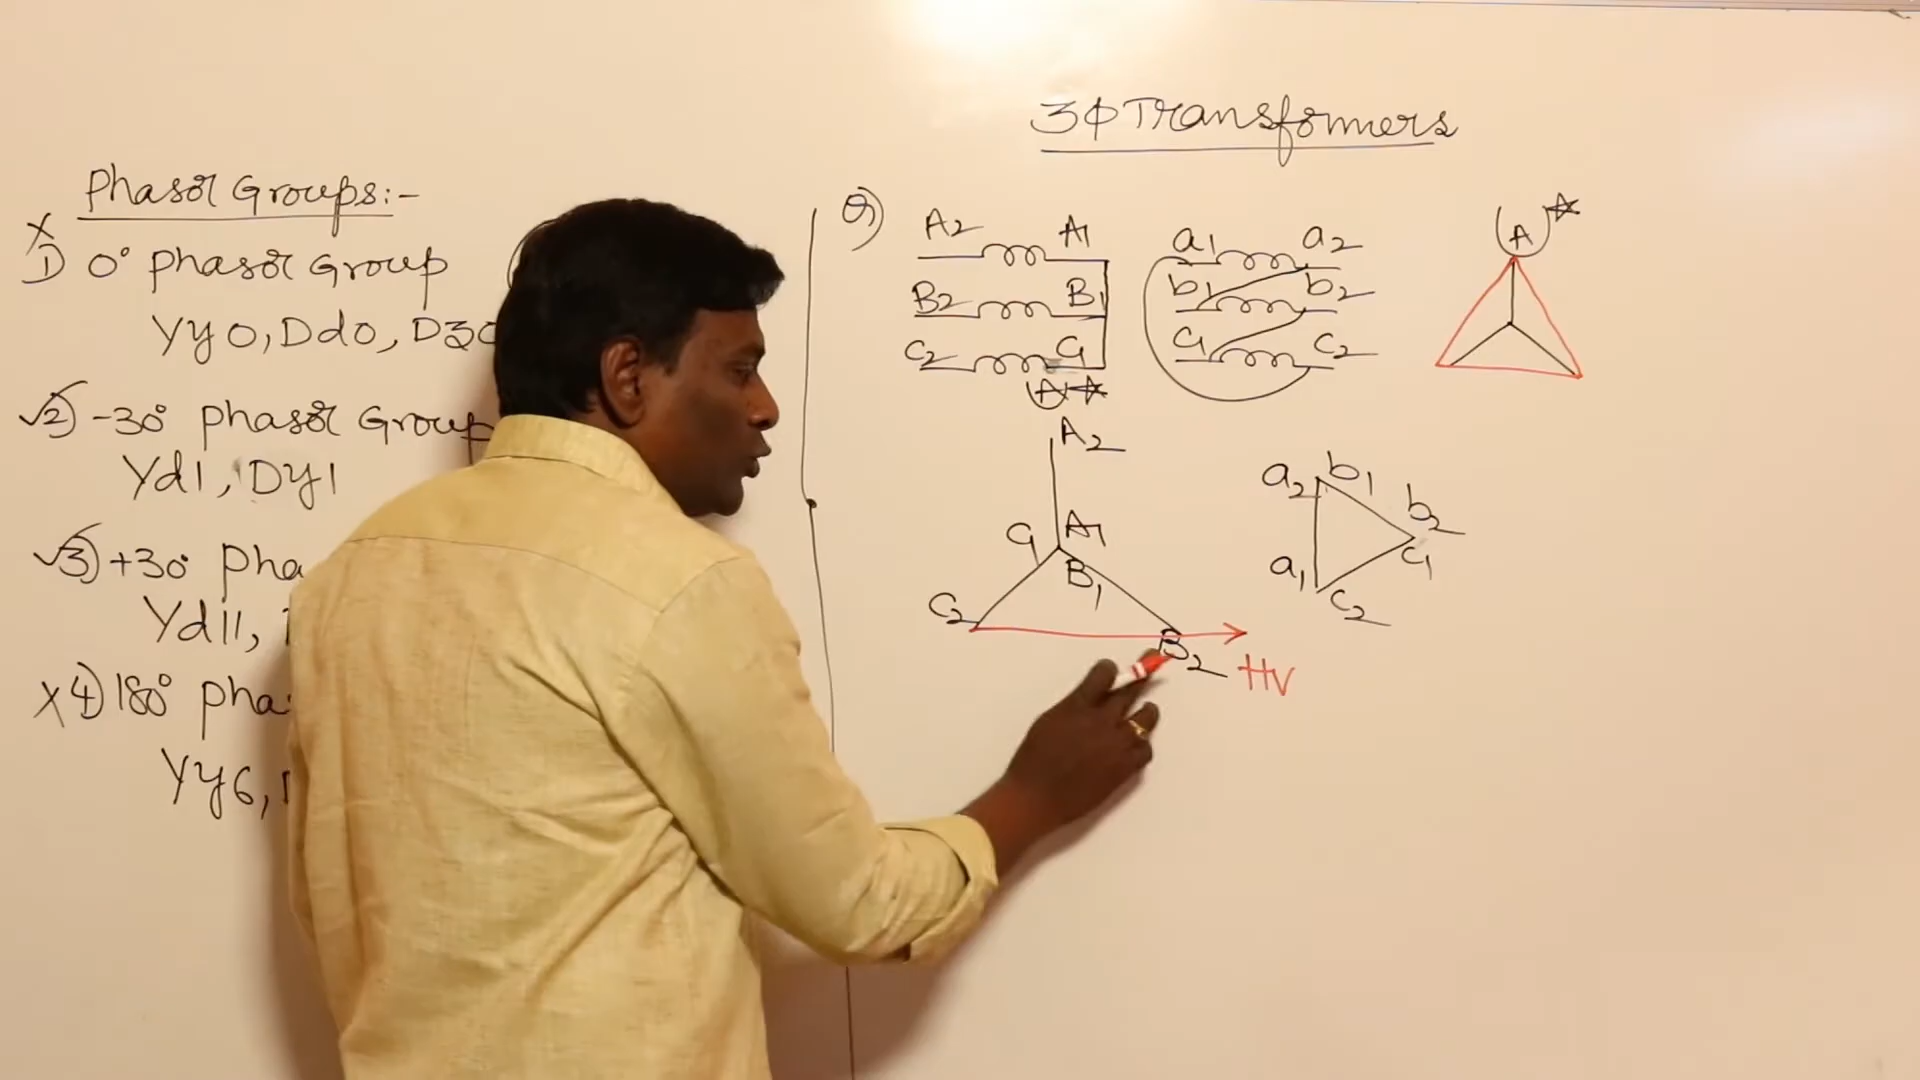 3φ Transformers
Phasor Groups:-
X
1) 0° Phasor Group
Yy0, Dd0, Dz0
√2) -30° Phasor Group
Yd1, Dy1
√3) +30° Pha
Yd11,
X 4) 180° Pha
Yy6,
Q)
A2 A1 a1 a2
B2 B1 b1 b2
C2 C1 c1 c2
A
A
A2
C1 A1
B1
C2
B2
HV
a2 b1
b2
c1
a1
c2